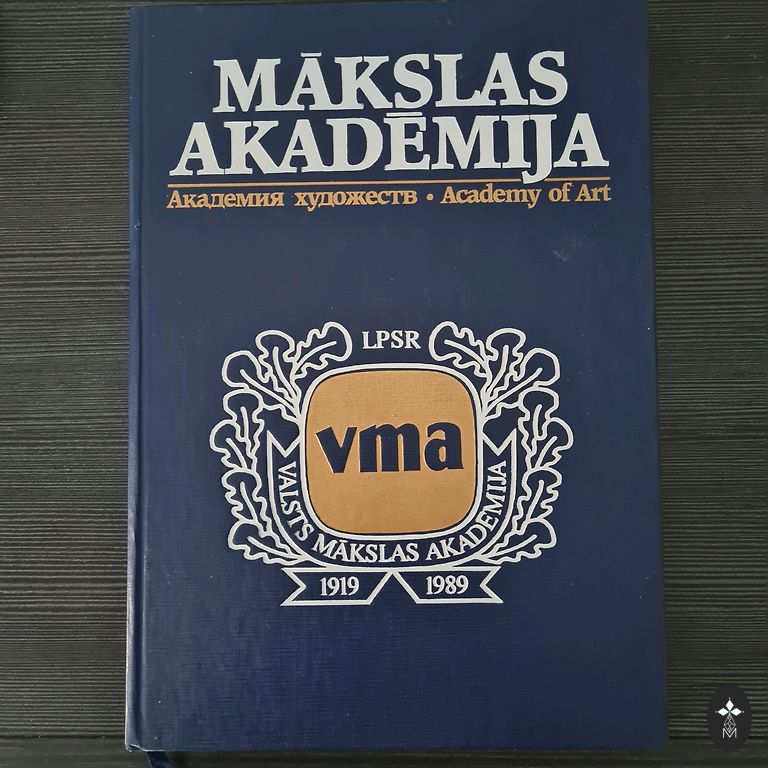 MĀKSLAS
AKADĒMIJA
Академия художеств • Academy of Art
LPSR
vma
VALSTS MĀKSLAS AKADĒMIJA
1919 1989
M